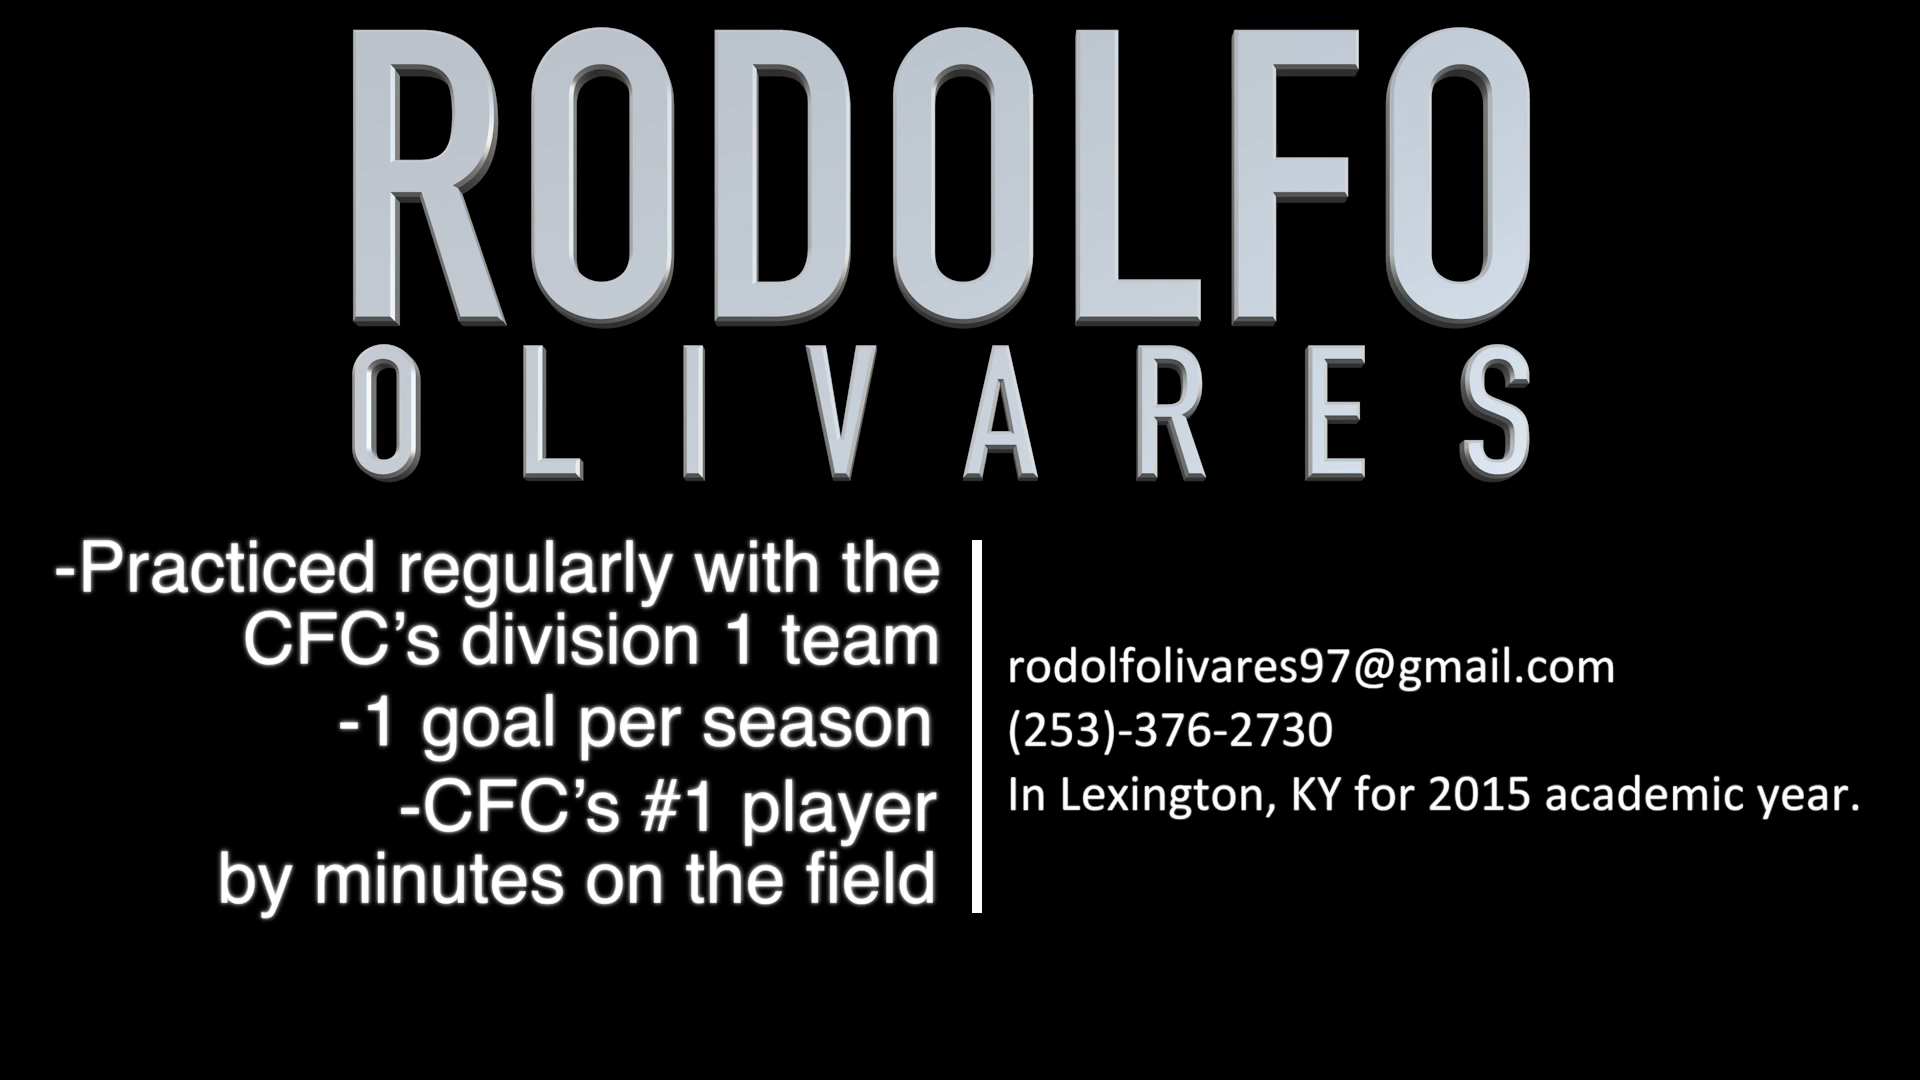 RODOLFO
OLIVARES
-Practiced regularly with the
CFC’s division 1 team
-1 goal per season
-CFC’s #1 player
by minutes on the field
rodolfolivares97@gmail.com
(253)-376-2730
In Lexington, KY for 2015 academic year.